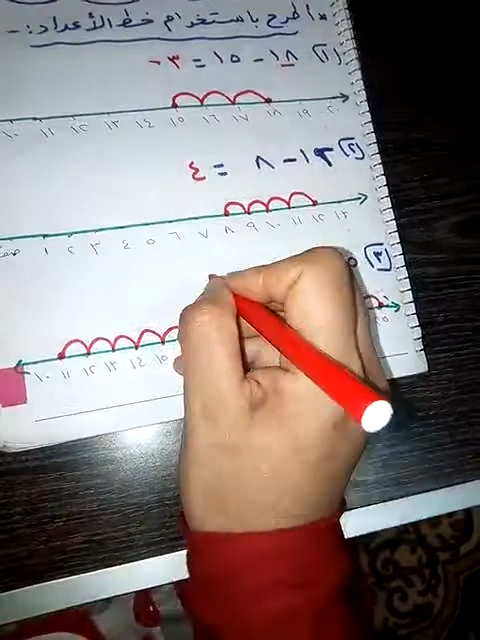 * اطرح باستخدام خط الأعداد :-
١) ١٨ - ١٥ = ٣
١٠ ١١ ١٢ ١٣ ١٤ ١٥ ١٦ ١٧ ١٨ ١٩ ٢٠
٢) ١٢ - ٨ = ٤
صفر ١ ٢ ٣ ٤ ٥ ٦ ٧ ٨ ٩ ١٠ ١١ ١٢ ١٣
٣)
١٠ ١١ ١٢ ١٣ ١٤ ١٥